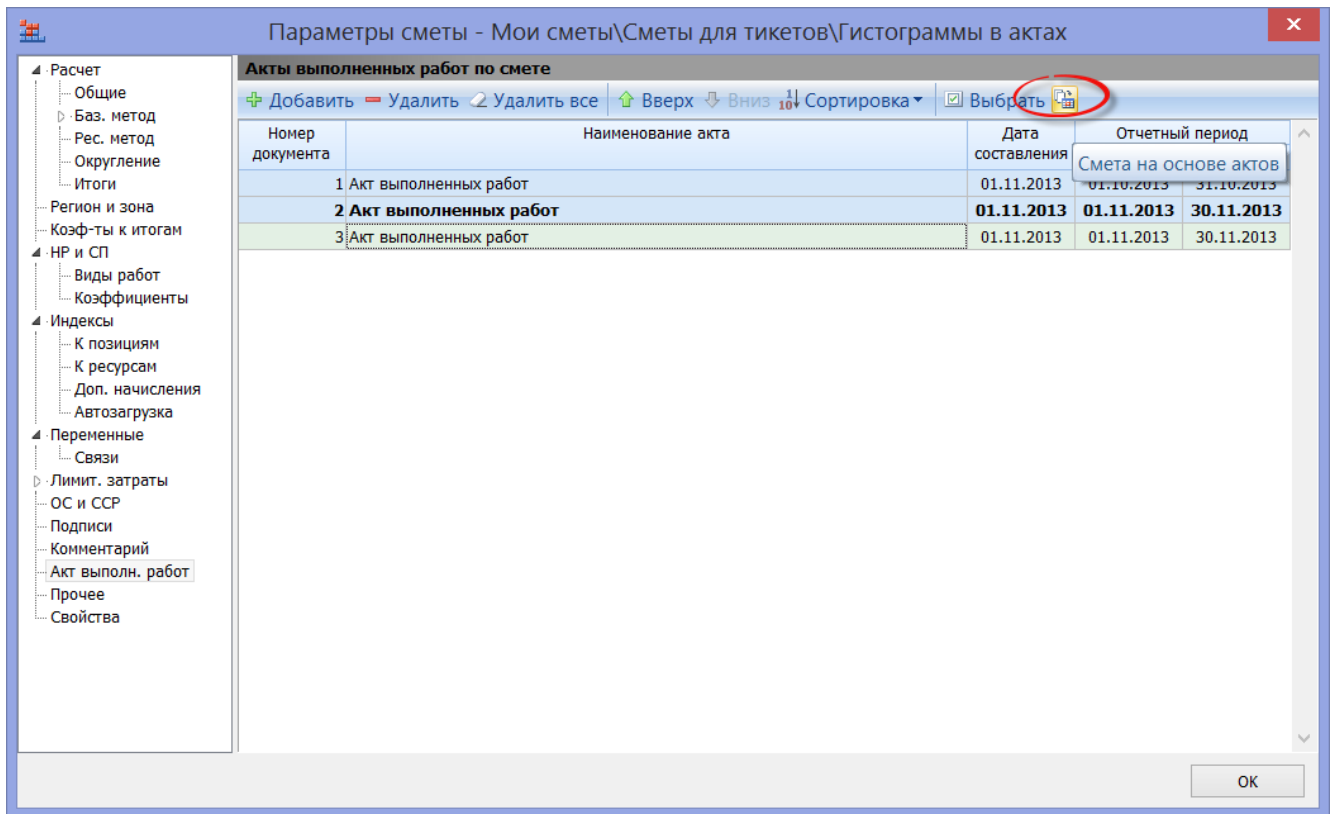 Параметры сметы - Мои сметы\Сметы для тикетов\Гистограммы в актах
Расчет
Общие
Баз. метод
Рес. метод
Округление
Итоги
Регион и зона
Коэф-ты к итогам
НР и СП
Виды работ
Коэффициенты
Индексы
К позициям
К ресурсам
Доп. начисления
Автозагрузка
Переменные
Связи
Лимит. затраты
ОС и ССР
Подписи
Комментарий
Акт выполн. работ
Прочее
Свойства
Акты выполненных работ по смете
Добавить Удалить Удалить все Вверх Вниз Сортировка Выбрать
Номер документа Наименование акта Дата составления Отчетный период
Смета на основе актов
1 Акт выполненных работ 01.11.2013 01.10.2013 31.10.2013
2 Акт выполненных работ 01.11.2013 01.11.2013 30.11.2013
3 Акт выполненных работ 01.11.2013 01.11.2013 30.11.2013
ОК